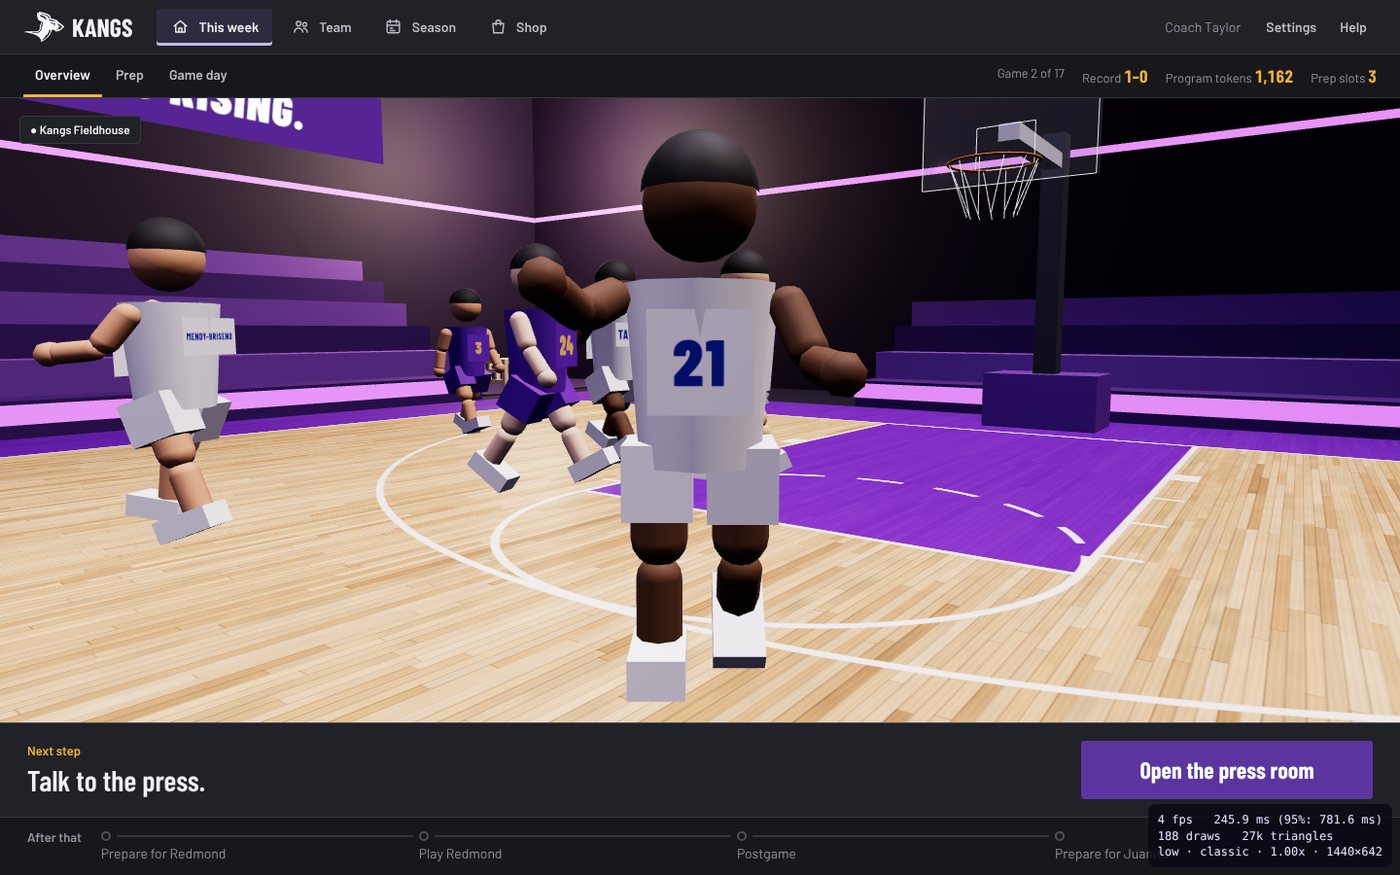 KANGS
This week
Team
Season
Shop
Coach Taylor
Settings
Help
Overview
Prep
Game day
Game 2 of 17
Record 1-0
Program tokens 1,162
Prep slots 3
RISING.
• Kangs Fieldhouse
MENDY-BRISENO
3
24
TA
21
Next step
Talk to the press.
Open the press room
After that
Prepare for Redmond
Play Redmond
Postgame
Prepare for
4 fps 245.9 ms (95%: 781.6 ms)
188 draws 27k triangles
low · classic · 1.00x · 1440×642